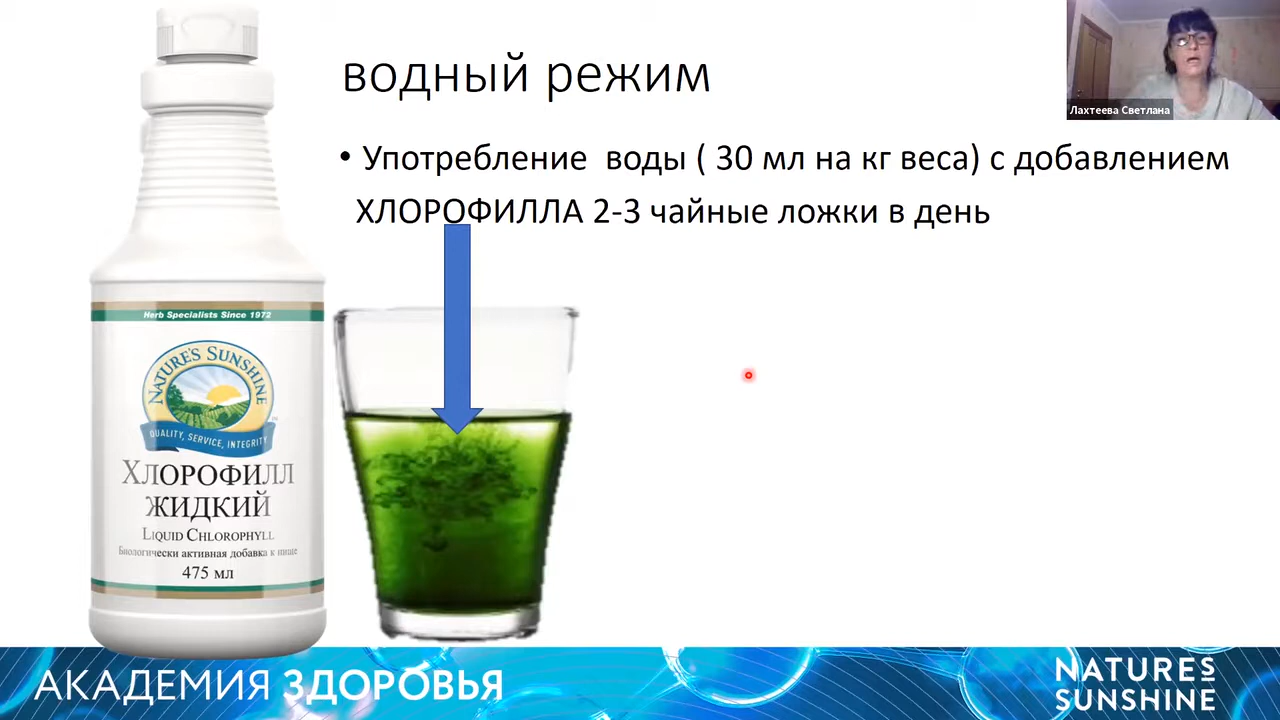 водный режим
Лахтеева Светлана
• Употребление воды ( 30 мл на кг веса) с добавлением
ХЛОРОФИЛЛА 2-3 чайные ложки в день
Herb Specialists Since 1972
NATURE'S SUNSHINE
QUALITY, SERVICE, INTEGRITY
ХЛОРОФИЛЛ
ЖИДКИЙ
LIQUID CHLOROPHYLL
Биологически активная добавка к пище
475 мл
АКАДЕМИЯ ЗДОРОВЬЯ
NATURE'S
SUNSHINE